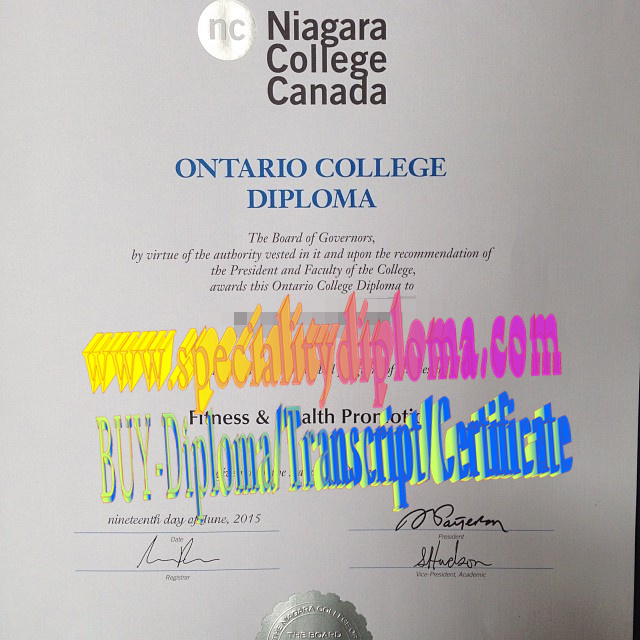 nc
Niagara
College
Canada
ONTARIO COLLEGE
DIPLOMA
The Board of Governors,
by virtue of the authority vested in it and upon the recommendation of
the President and Faculty of the College,
awards this Ontario College Diploma to
www.specialitydiploma.com
Fitness &
BUY-Diploma/Transcript/Certificate
nineteenth day of June, 2015
Date
President
Registrar
SHudson
Vice-President, Academic
THE BOARD